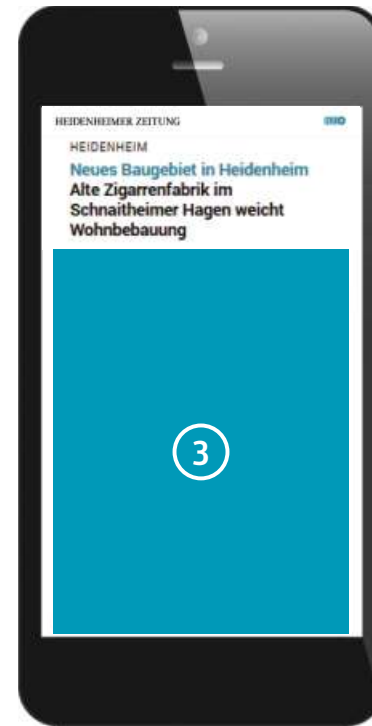 HEIDENHEIMER ZEITUNG
HEIDENHEIM
Neues Baugebiet in Heidenheim
Alte Zigarrenfabrik im
Schnaitheimer Hagen weicht
Wohnbebauung
3